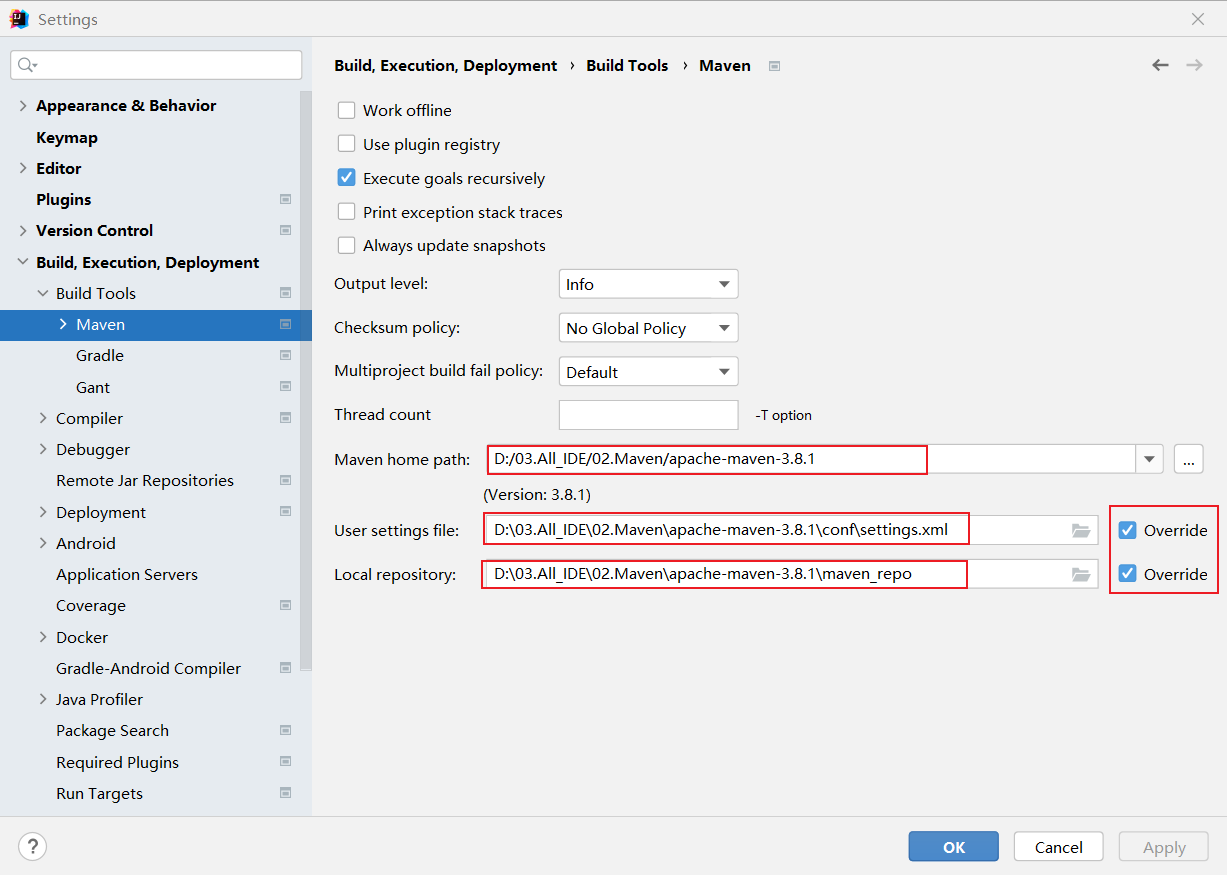 Settings
Appearance & Behavior
Keymap
Editor
Plugins
Version Control
Build, Execution, Deployment
Build Tools
Maven
Gradle
Gant
Compiler
Debugger
Remote Jar Repositories
Deployment
Android
Application Servers
Coverage
Docker
Gradle-Android Compiler
Java Profiler
Package Search
Required Plugins
Run Targets
Build, Execution, Deployment › Build Tools › Maven
Work offline
Use plugin registry
Execute goals recursively
Print exception stack traces
Always update snapshots
Output level: Info
Checksum policy: No Global Policy
Multiproject build fail policy: Default
Thread count -T option
Maven home path: D:/03.All_IDE/02.Maven/apache-maven-3.8.1 ...
(Version: 3.8.1)
User settings file: D:\03.All_IDE\02.Maven\apache-maven-3.8.1\conf\settings.xml Override
Local repository: D:\03.All_IDE\02.Maven\apache-maven-3.8.1\maven_repo Override
? OK Cancel Apply